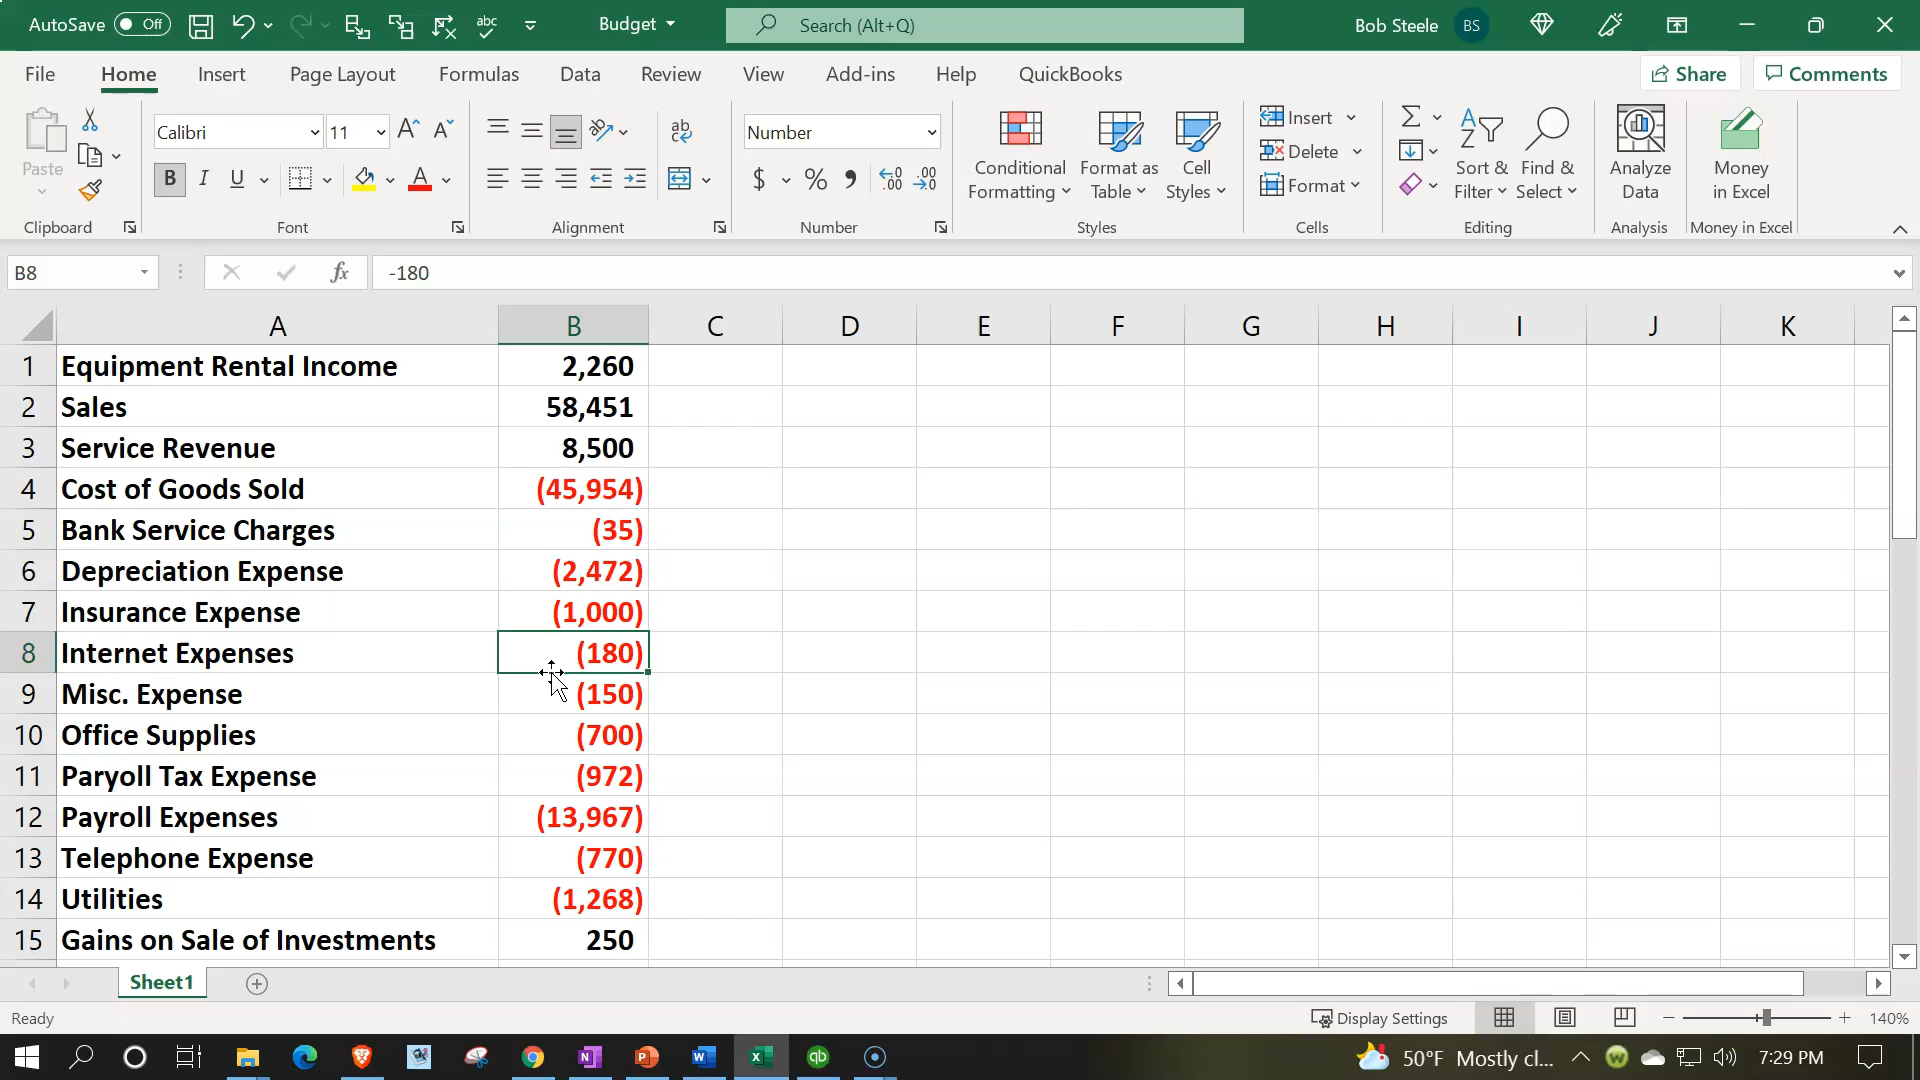 AutoSave Off Budget Search (Alt+Q) Bob Steele BS
File Home Insert Page Layout Formulas Data Review View Add-ins Help QuickBooks Share Comments
Paste Calibri 11 Number Conditional Formatting Format as Table Cell Styles Insert Delete Format Sort & Filter Find & Select Analyze Data Money in Excel
Clipboard Font Alignment Number Styles Cells Editing Analysis Money in Excel
B8 fx -180
A B C D E F G H I J K
1 Equipment Rental Income 2,260
2 Sales 58,451
3 Service Revenue 8,500
4 Cost of Goods Sold (45,954)
5 Bank Service Charges (35)
6 Depreciation Expense (2,472)
7 Insurance Expense (1,000)
8 Internet Expenses (180)
9 Misc. Expense (150)
10 Office Supplies (700)
11 Paryoll Tax Expense (972)
12 Payroll Expenses (13,967)
13 Telephone Expense (770)
14 Utilities (1,268)
15 Gains on Sale of Investments 250
Sheet1
Ready Display Settings 140%
50°F Mostly cl... 7:29 PM